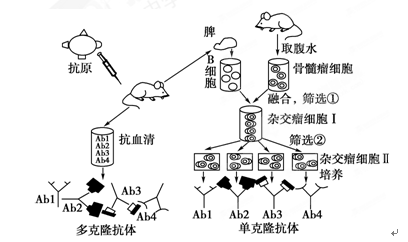 抗原
脾
B细胞
取腹水
骨髓瘤细胞
融合，筛选①
杂交瘤细胞Ⅰ
筛选②
杂交瘤细胞Ⅱ
培养
抗血清
Ab1
Ab2
Ab3
Ab4
Ab1
Ab2
Ab3
Ab4
多克隆抗体
Ab1 Ab2 Ab3 Ab4
单克隆抗体